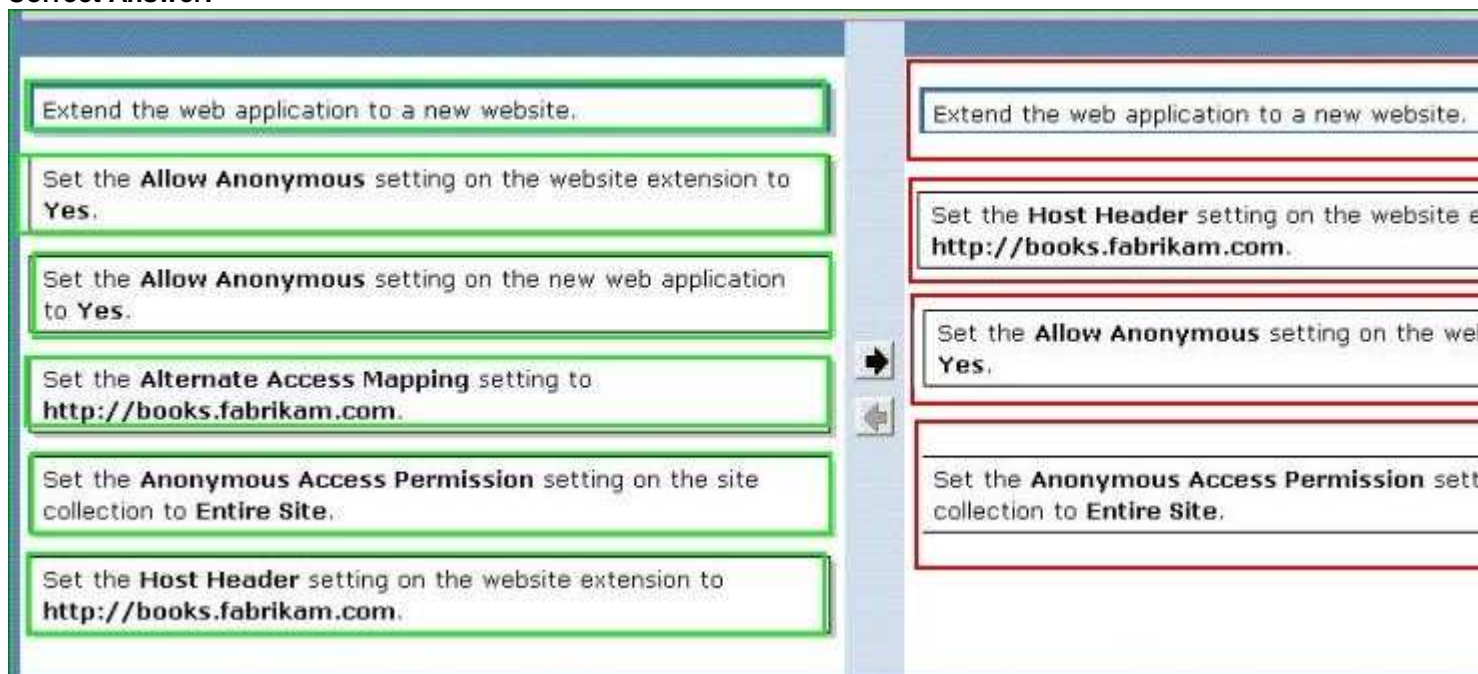 Correct Answer:
Extend the web application to a new website.
Set the Allow Anonymous setting on the website extension to
Yes.
Set the Allow Anonymous setting on the new web application
to Yes.
Set the Alternate Access Mapping setting to
http://books.fabrikam.com.
Set the Anonymous Access Permission setting on the site
collection to Entire Site.
Set the Host Header setting on the website extension to
http://books.fabrikam.com.
Extend the web application to a new website.
Set the Host Header setting on the website e
http://books.fabrikam.com.
Set the Allow Anonymous setting on the we
Yes.
Set the Anonymous Access Permission sett
collection to Entire Site.